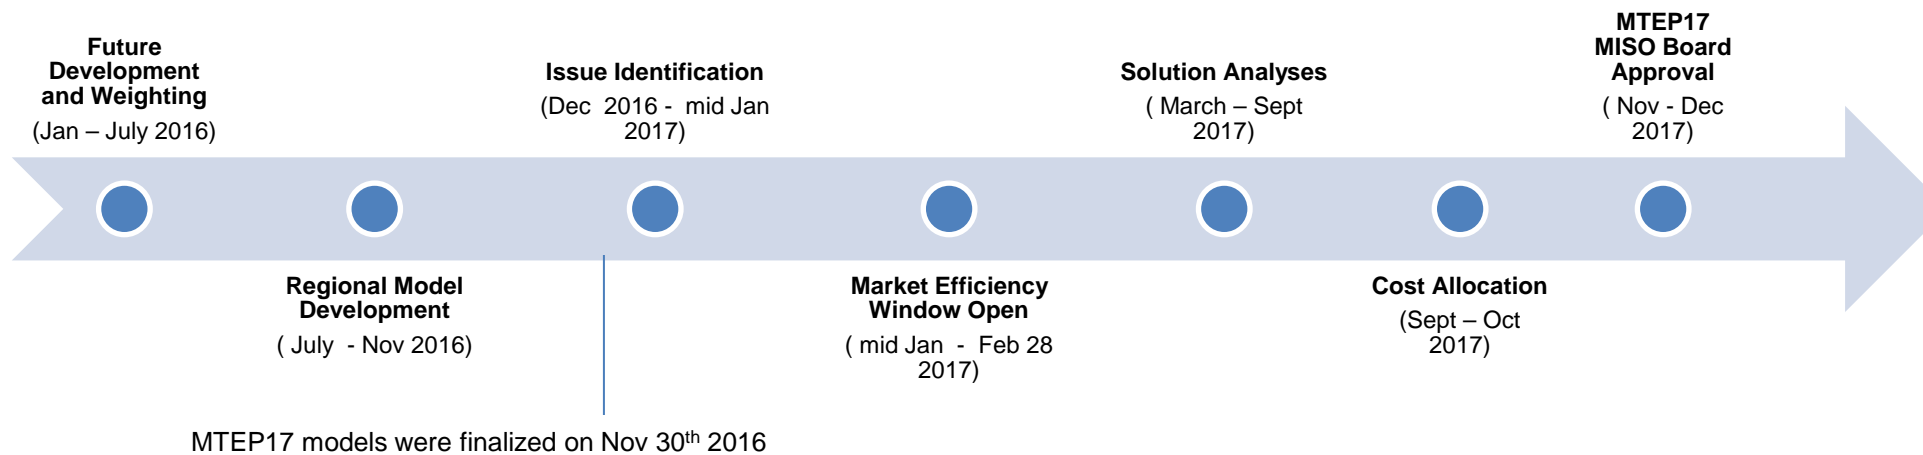 Future
Development
and Weighting
(Jan – July 2016)
Regional Model
Development
( July  - Nov 2016)
Issue Identification
(Dec  2016 -  mid Jan
2017)
Market Efficiency
Window Open
( mid Jan  -  Feb 28
2017)
Solution Analyses
( March – Sept
2017)
Cost Allocation
(Sept – Oct
2017)
MTEP17
MISO Board
Approval
( Nov - Dec
2017)
MTEP17 models were finalized on Nov 30th 2016